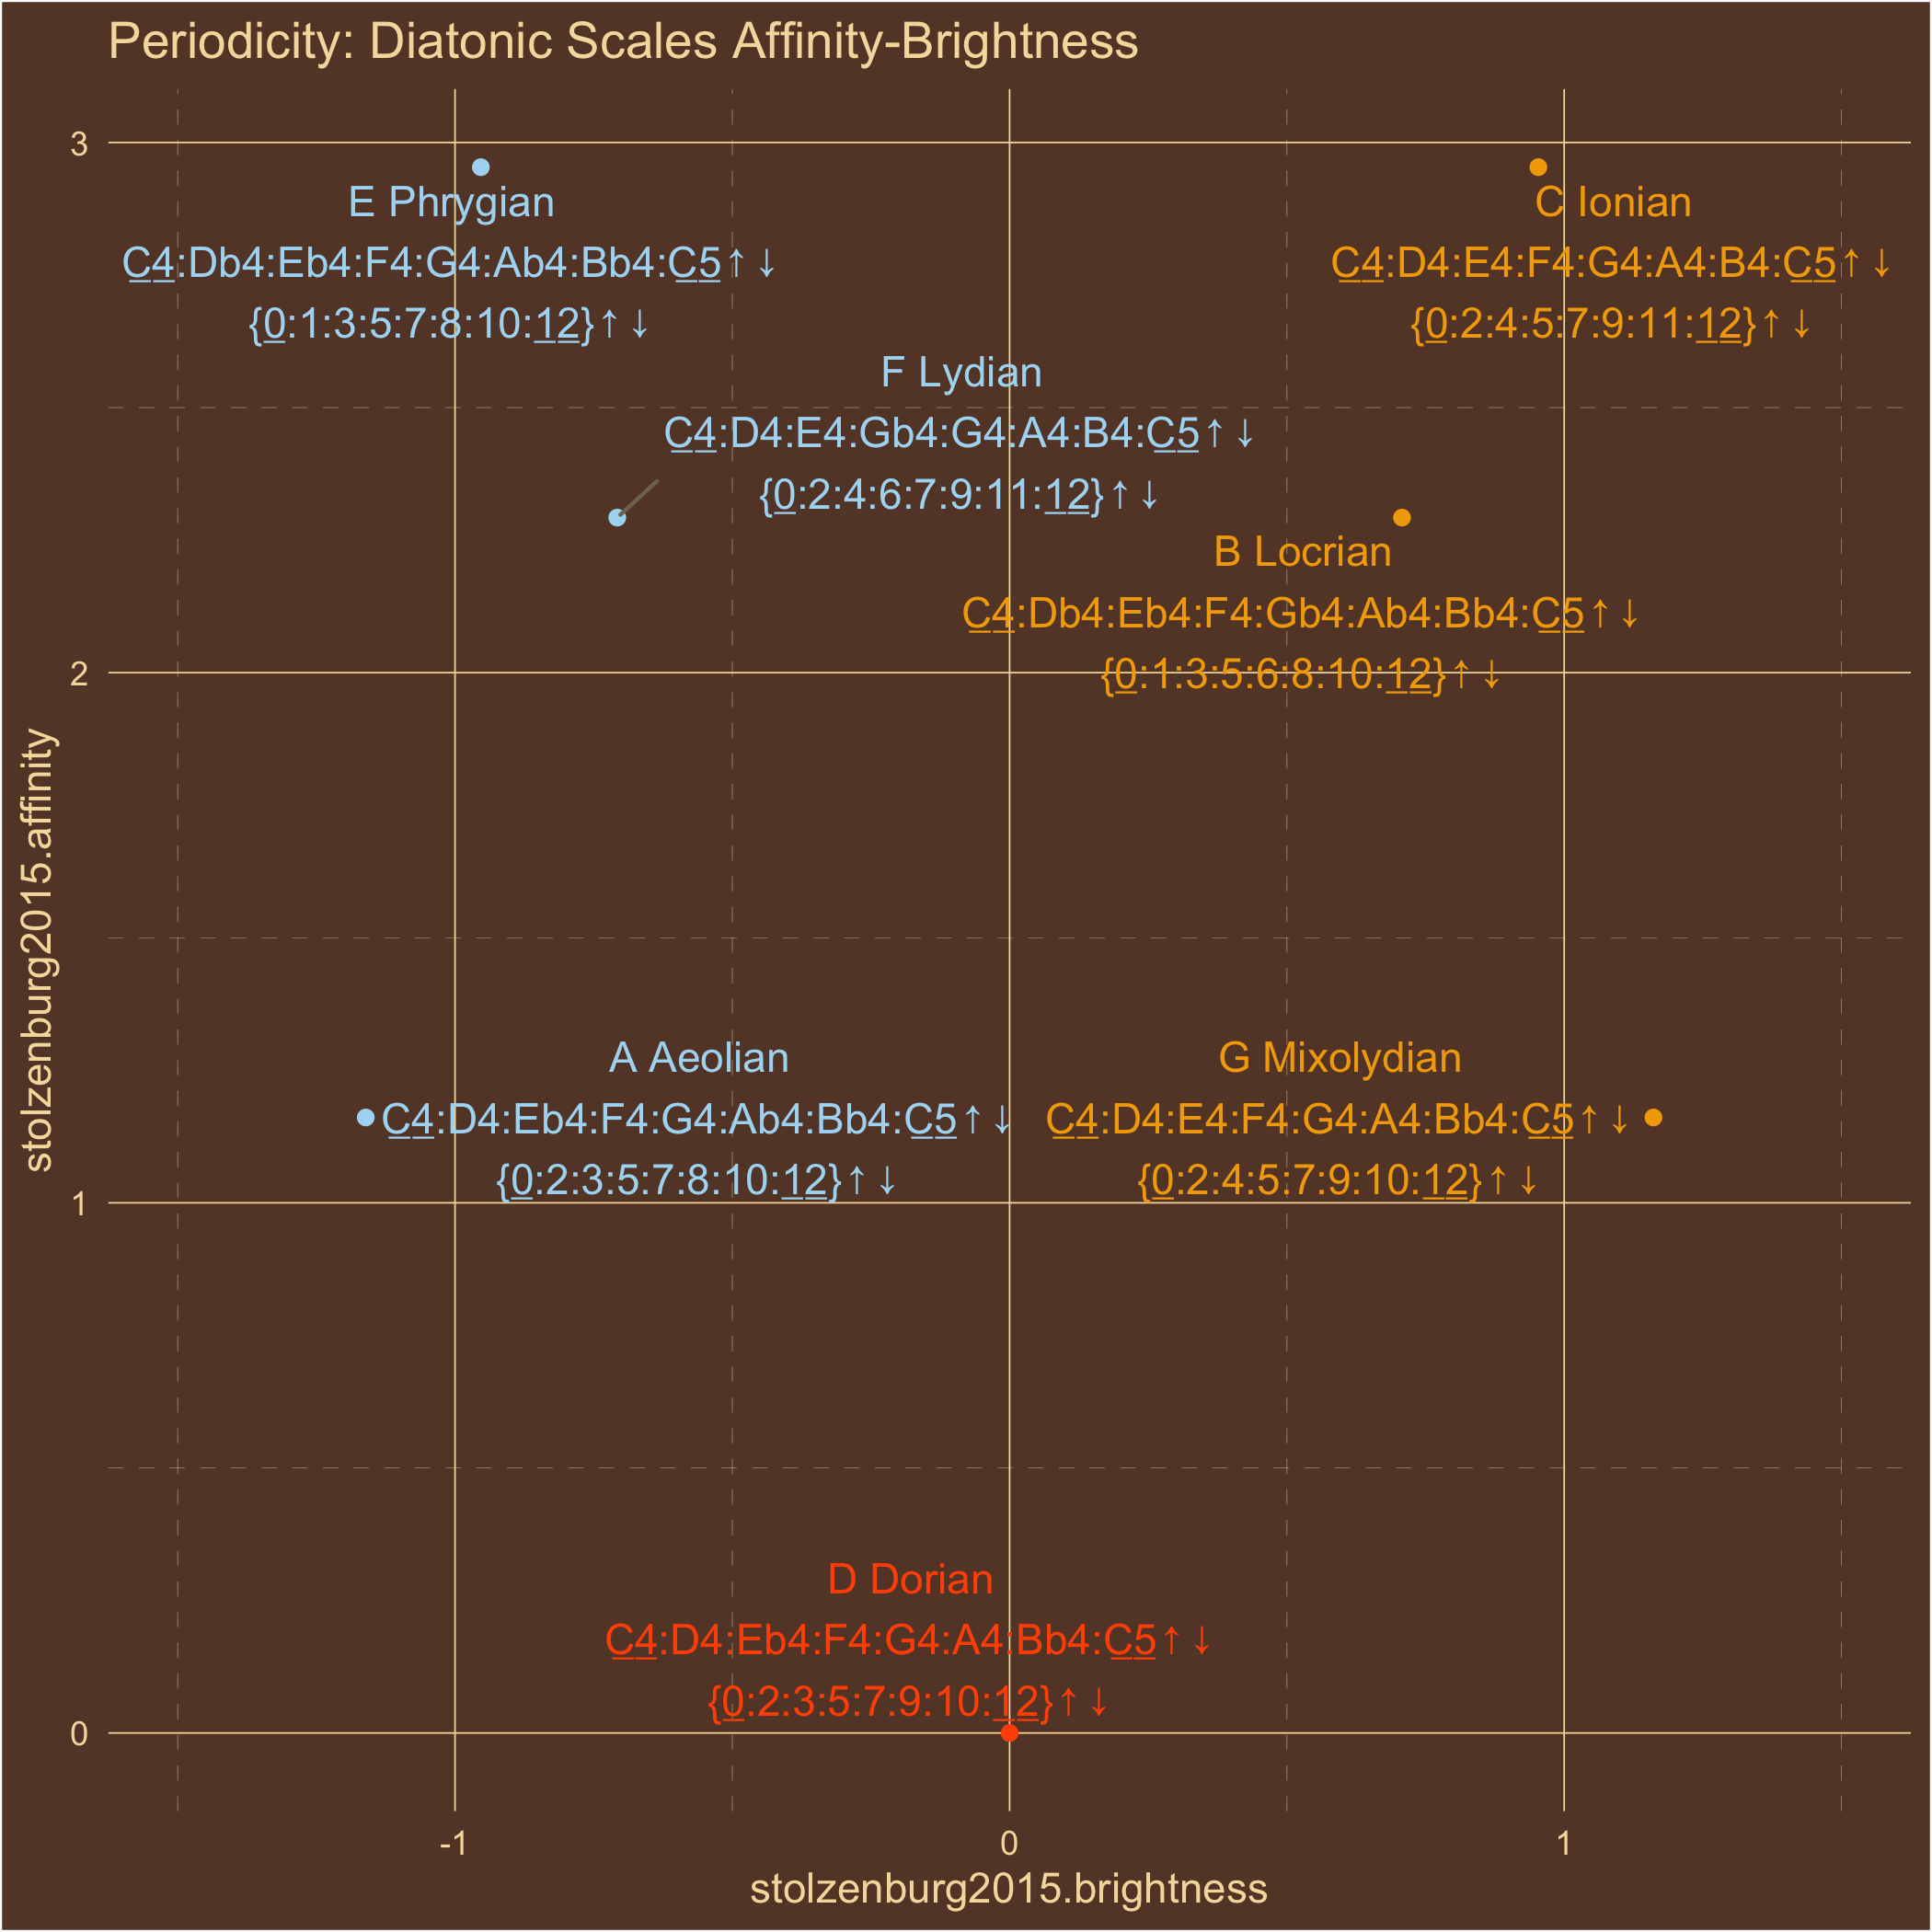 Periodicity: Diatonic Scales Affinity-Brightness
3
E Phrygian
C4:Db4:Eb4:F4:G4:Ab4:Bb4:C5↑↓
{0:1:3:5:7:8:10:12}↑↓
C Ionian
C4:D4:E4:F4:G4:A4:B4:C5↑↓
{0:2:4:5:7:9:11:12}↑↓
F Lydian
C4:D4:E4:Gb4:G4:A4:B4:C5↑↓
{0:2:4:6:7:9:11:12}↑↓
B Locrian
C4:Db4:Eb4:F4:Gb4:Ab4:Bb4:C5↑↓
{0:1:3:5:6:8:10:12}↑↓
2
stolzenburg2015.affinity
A Aeolian
C4:D4:Eb4:F4:G4:Ab4:Bb4:C5↑↓
{0:2:3:5:7:8:10:12}↑↓
G Mixolydian
C4:D4:E4:F4:G4:A4:Bb4:C5↑↓
{0:2:4:5:7:9:10:12}↑↓
1
D Dorian
C4:D4:Eb4:F4:G4:A4:Bb4:C5↑↓
{0:2:3:5:7:9:10:12}↑↓
0
-1
0
1
stolzenburg2015.brightness